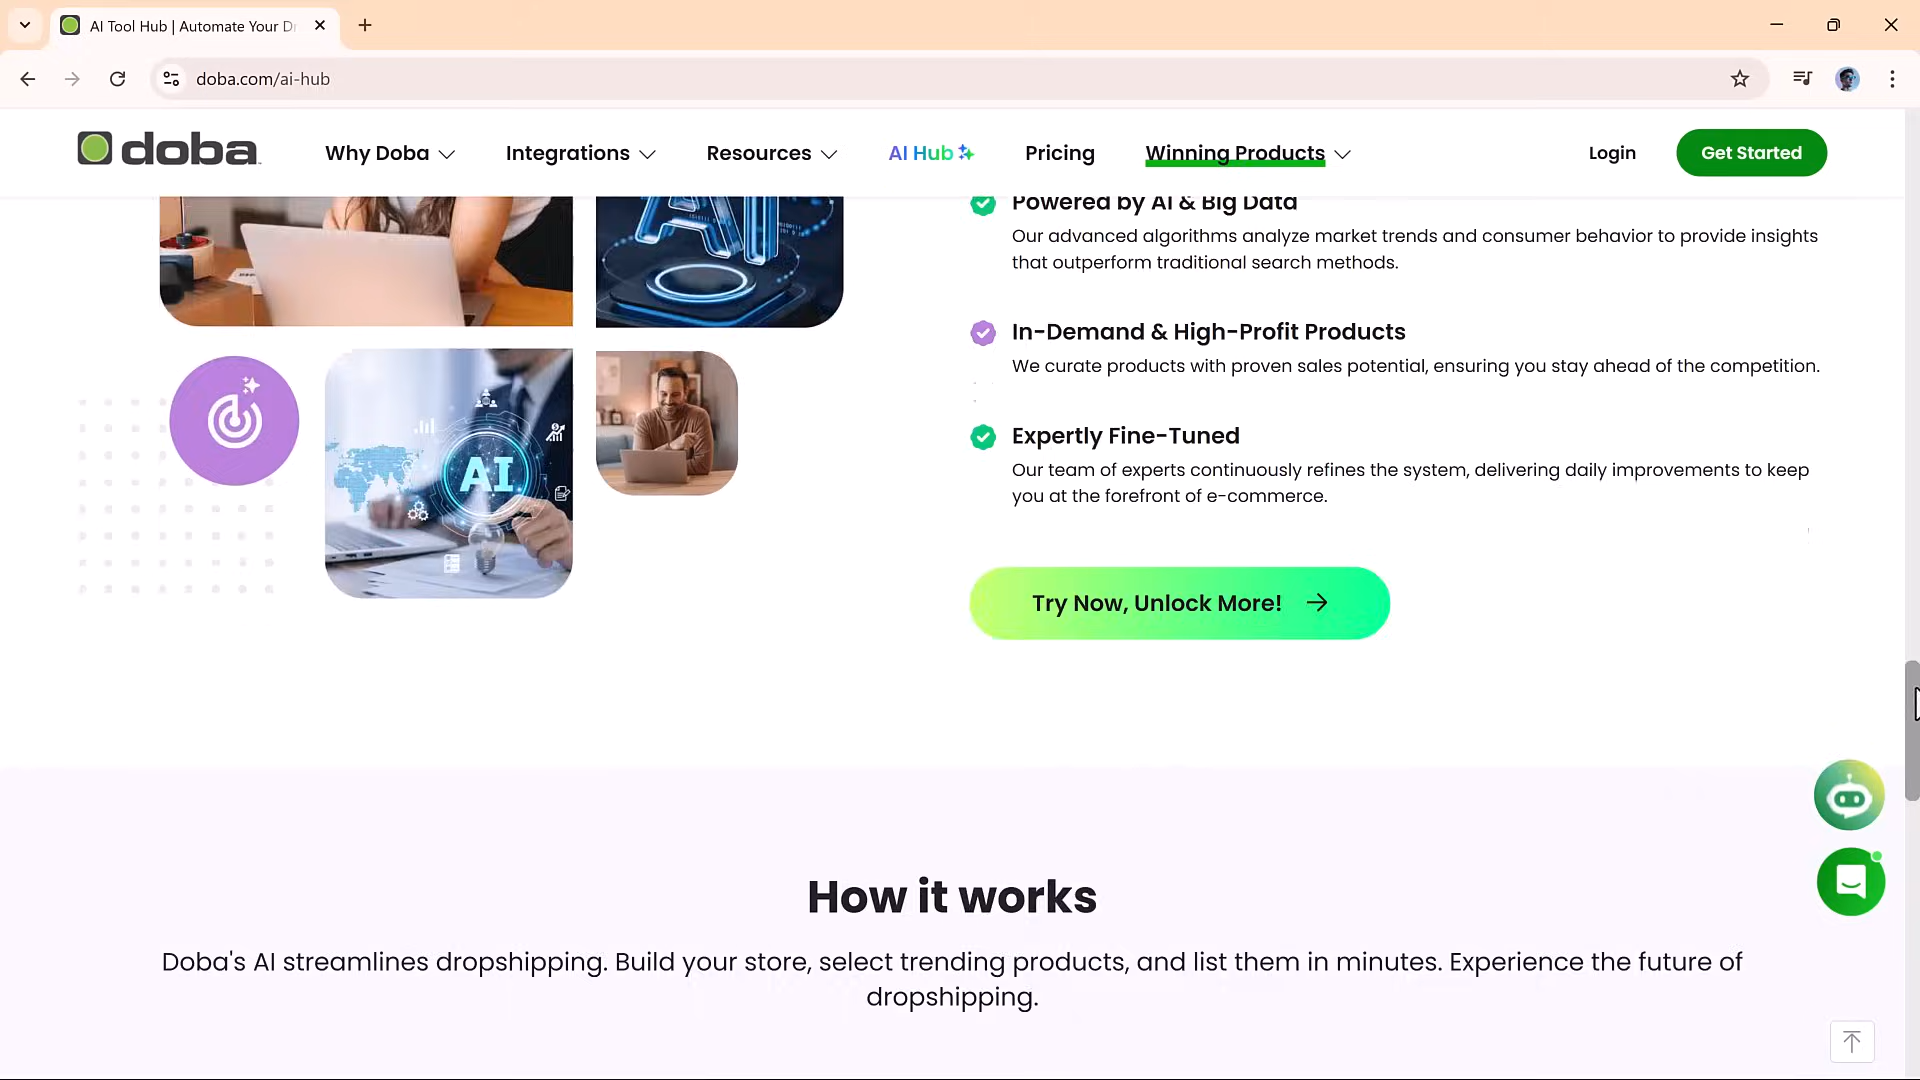 AI Tool Hub | Automate Your Dr
doba.com/ai-hub
doba
Why Doba
Integrations
Resources
AI Hub
Pricing
Winning Products
Login
Get Started
Powered by AI & Big Data
Our advanced algorithms analyze market trends and consumer behavior to provide insights
that outperform traditional search methods.
In-Demand & High-Profit Products
We curate products with proven sales potential, ensuring you stay ahead of the competition.
Expertly Fine-Tuned
Our team of experts continuously refines the system, delivering daily improvements to keep
you at the forefront of e-commerce.
Try Now, Unlock More!
AI
AI
How it works
Doba's AI streamlines dropshipping. Build your store, select trending products, and list them in minutes. Experience the future of
dropshipping.